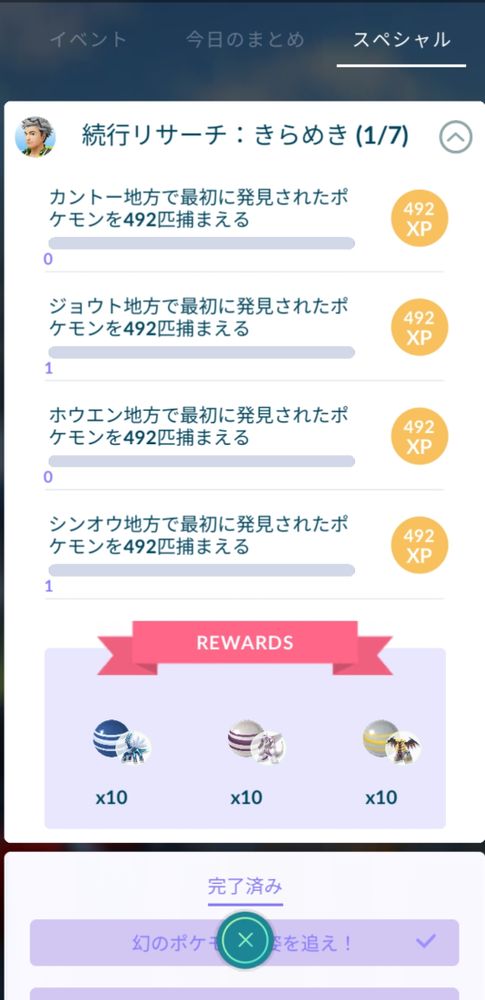 イベント 今日のまとめ スペシャル
続行リサーチ：きらめき (1/7)
カントー地方で最初に発見されたポ
ケモンを492匹捕まえる
492
XP
0
ジョウト地方で最初に発見されたポ
ケモンを492匹捕まえる
492
XP
1
ホウエン地方で最初に発見されたポ
ケモンを492匹捕まえる
492
XP
0
シンオウ地方で最初に発見されたポ
ケモンを492匹捕まえる
492
XP
1
REWARDS
x10 x10 x10
完了済み
幻のポケモ 姿を追え！